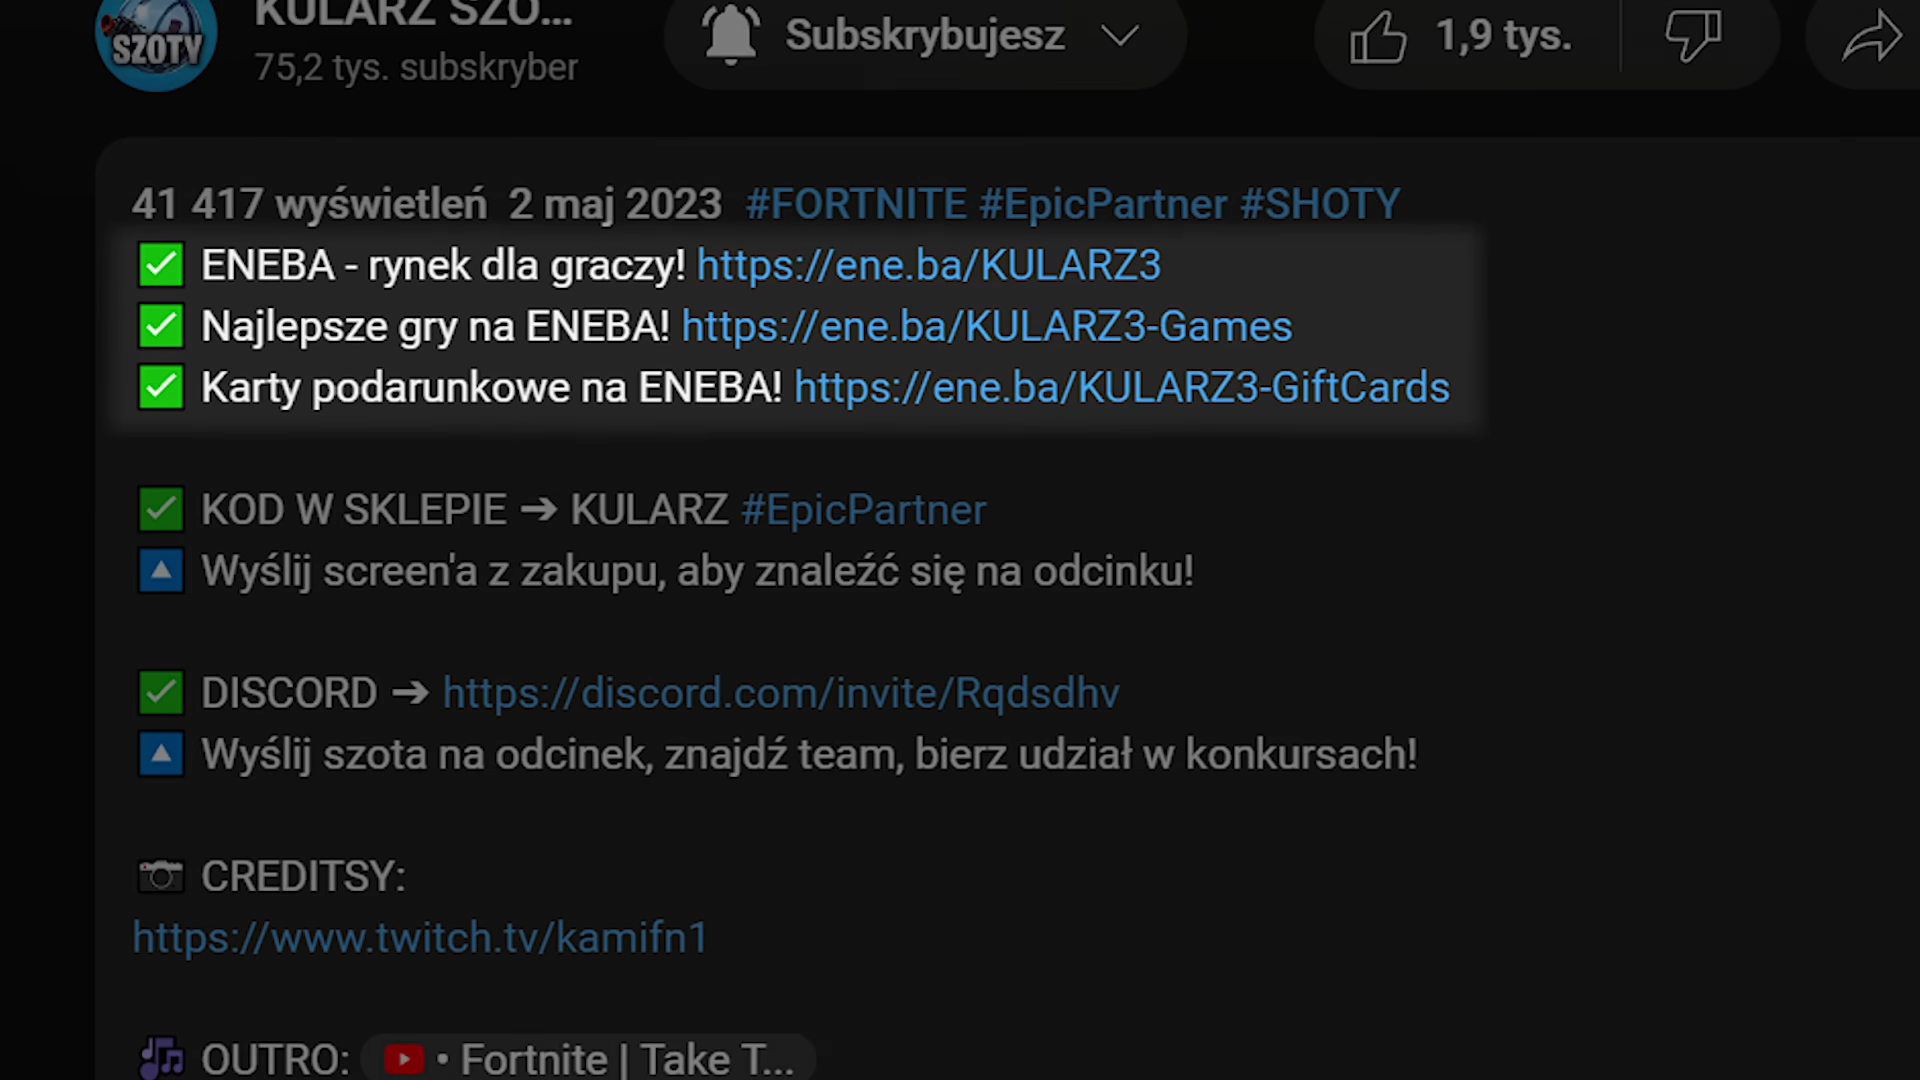 KULARZ SZO...
SZOTY
75,2 tys. subskryber
Subskrybujesz
1,9 tys.
41 417 wyświetleń 2 maj 2023 #FORTNITE #EpicPartner #SHOTY
✅ ENEBA - rynek dla graczy! https://ene.ba/KULARZ3
✅ Najlepsze gry na ENEBA! https://ene.ba/KULARZ3-Games
✅ Karty podarunkowe na ENEBA! https://ene.ba/KULARZ3-GiftCards
✅ KOD W SKLEPIE ➔ KULARZ #EpicPartner
🔼 Wyślij screen'a z zakupu, aby znaleźć się na odcinku!
✅ DISCORD ➔ https://discord.com/invite/Rqdsdhv
🔼 Wyślij szota na odcinek, znajdź team, bierz udział w konkursach!
📷 CREDITSY:
https://www.twitch.tv/kamifn1
🎶 OUTRO: • Fortnite | Take T...